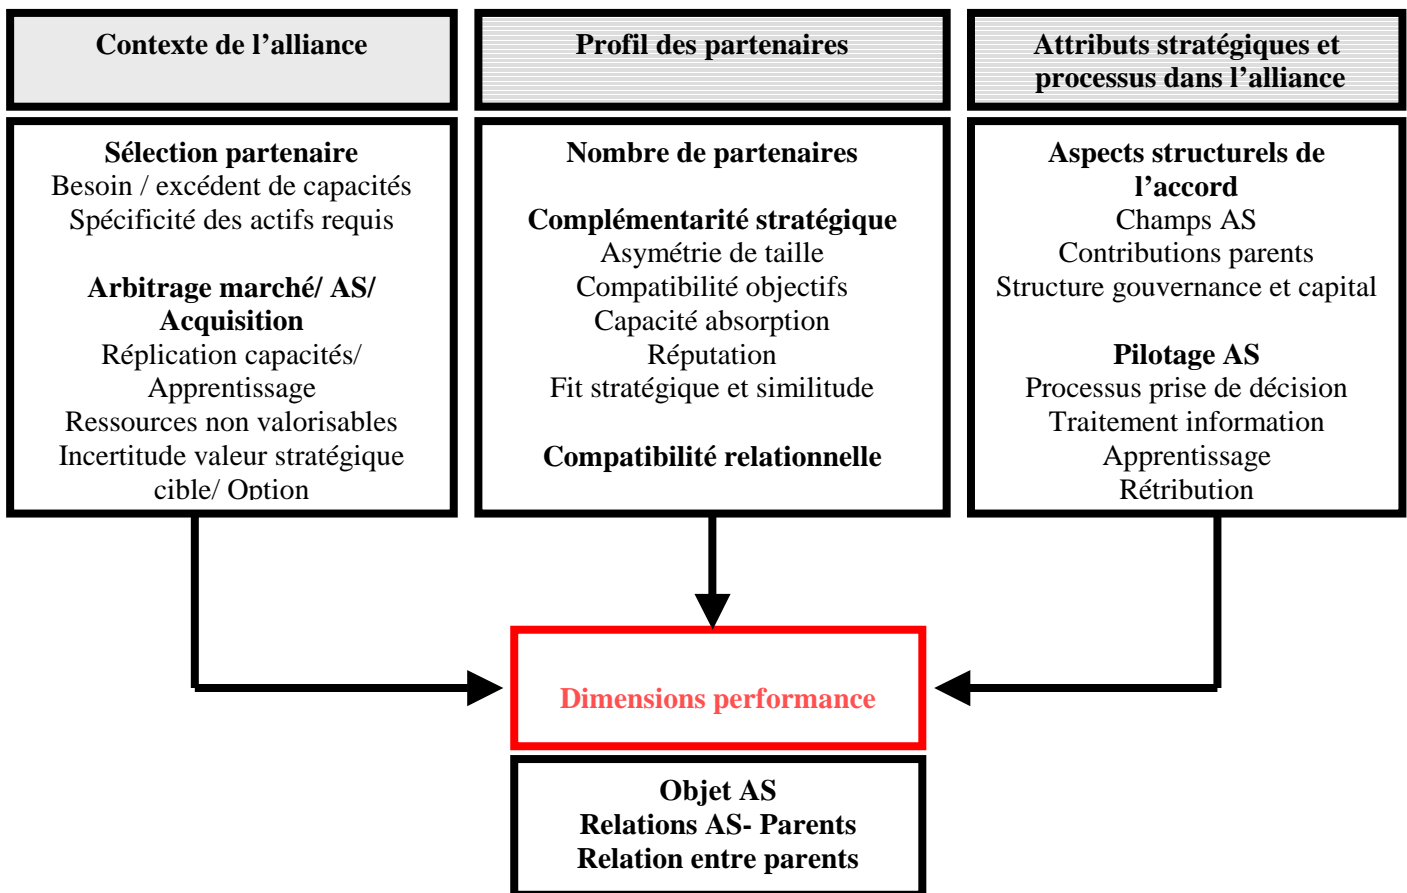 Contexte de l’alliance
Sélection partenaire
Besoin / excédent de capacités
Spécificité des actifs requis
Arbitrage marché/ AS/
Acquisition
Réplication capacités/
Apprentissage
Ressources non valorisables
Incertitude valeur stratégique
cible/ Option
Profil des partenaires
Nombre de partenaires
Complémentarité stratégique
Asymétrie de taille
Compatibilité objectifs
Capacité absorption
Réputation
Fit stratégique et similitude
Compatibilité relationnelle
Attributs stratégiques et
processus dans l’alliance
Aspects structurels de
l’accord
Champs AS
Contributions parents
Structure gouvernance et capital
Pilotage AS
Processus prise de décision
Traitement information
Apprentissage
Rétribution
Dimensions performance
Objet AS
Relations AS- Parents
Relation entre parents